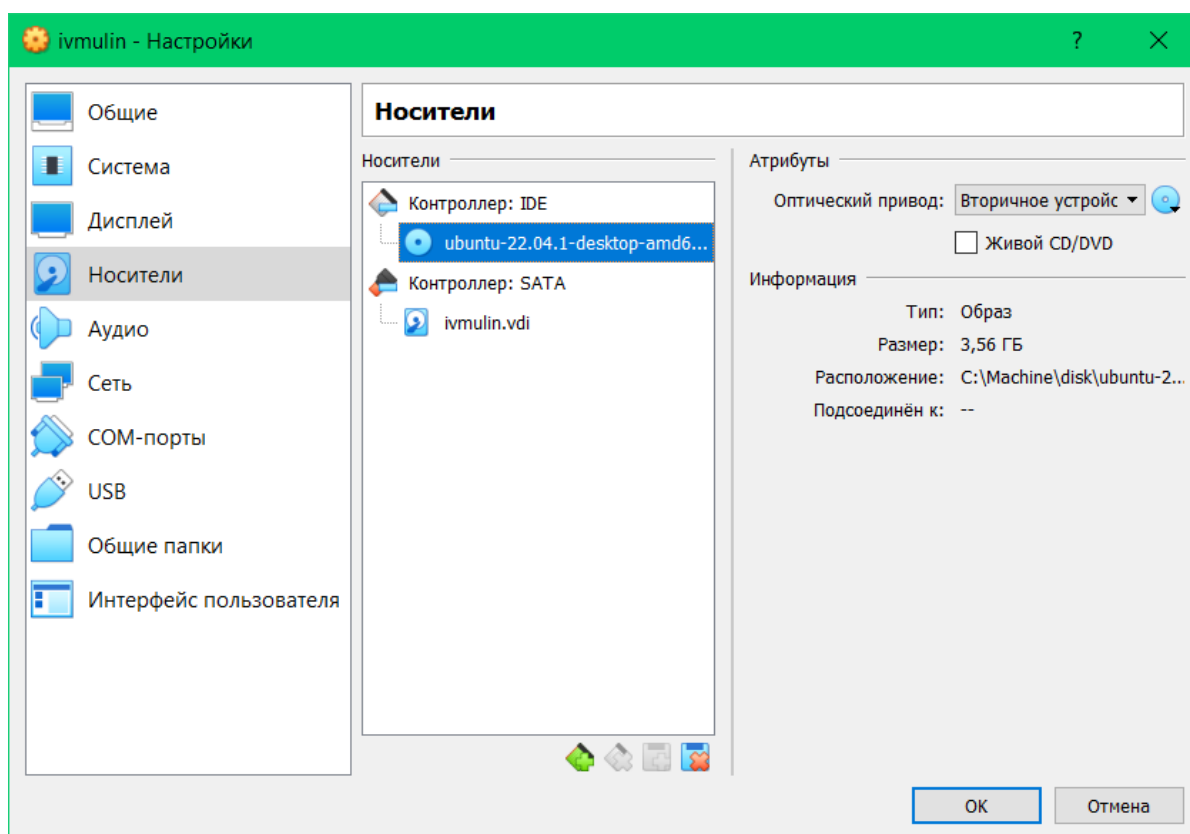 ivmulin - Настройки
?
Общие
Система
Дисплей
Носители
Аудио
Сеть
COM-порты
USB
Общие папки
Интерфейс пользователя
Носители
Носители
Контроллер: IDE
ubuntu-22.04.1-desktop-amd6...
Контроллер: SATA
ivmulin.vdi
Атрибуты
Оптический привод: Вторичное устройс
Живой CD/DVD
Информация
Тип: Образ
Размер: 3,56 ГБ
Расположение: C:\Machine\disk\ubuntu-2...
Подсоединён к: --
OK
Отмена